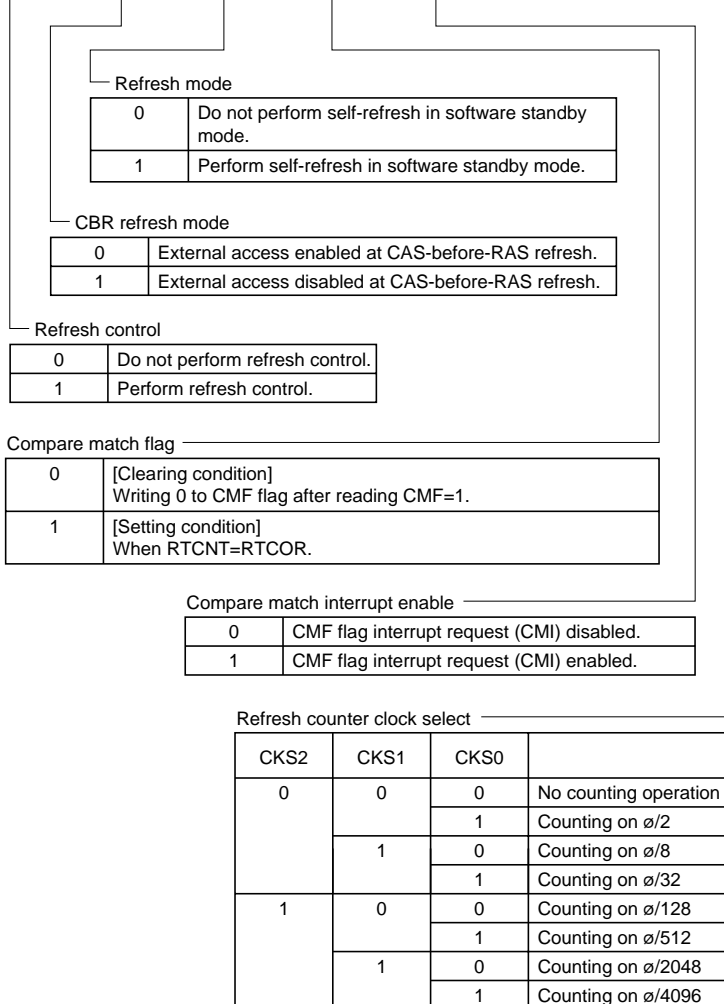 Refresh mode
0 Do not perform self-refresh in software standby
mode.
1 Perform self-refresh in software standby mode.
CBR refresh mode
0 External access enabled at CAS-before-RAS refresh.
1 External access disabled at CAS-before-RAS refresh.
Refresh control
0 Do not perform refresh control.
1 Perform refresh control.
Compare match flag
0 [Clearing condition]
Writing 0 to CMF flag after reading CMF=1.
1 [Setting condition]
When RTCNT=RTCOR.
Compare match interrupt enable
0 CMF flag interrupt request (CMI) disabled.
1 CMF flag interrupt request (CMI) enabled.
Refresh counter clock select
CKS2 CKS1 CKS0
0 0 0 No counting operation
1 Counting on ø/2
1 0 Counting on ø/8
1 Counting on ø/32
1 0 0 Counting on ø/128
1 Counting on ø/512
1 0 Counting on ø/2048
1 Counting on ø/4096